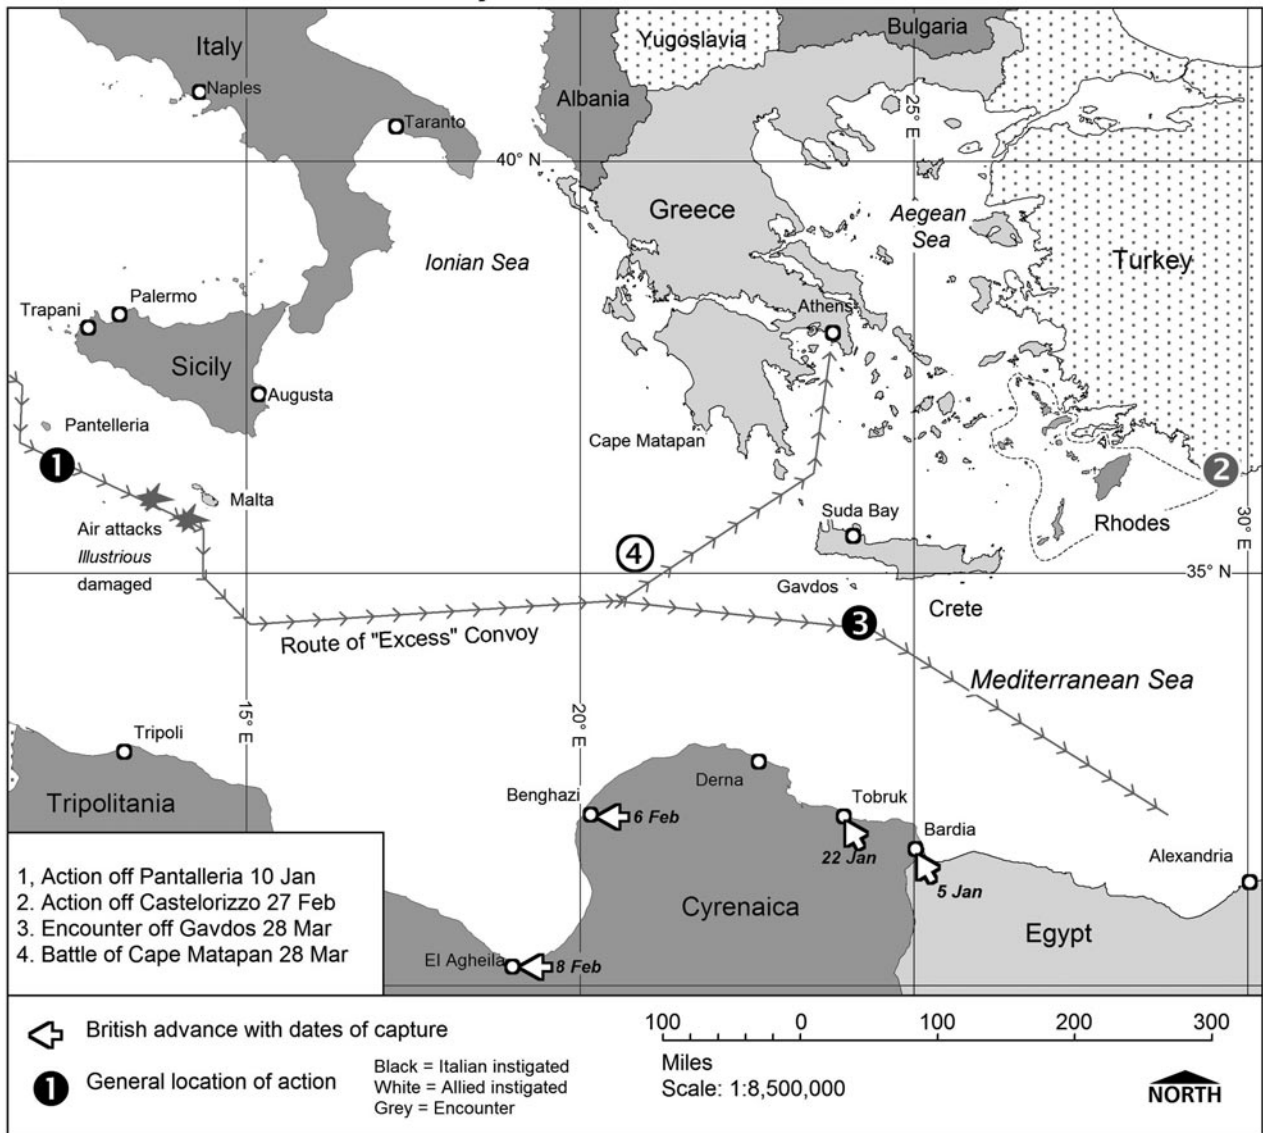 Italy
Naples
Taranto
Yugoslavia
Bulgaria
Albania
25° E
40° N
Greece
Aegean
Sea
Turkey
Ionian Sea
Palermo
Trapani
Athens
Sicily
Augusta
Pantelleria
Cape Matapan
1
2
Malta
Air attacks
Illustrious
damaged
Suda Bay
Rhodes
30° E
4
35° N
Gavdos
Crete
3
Route of "Excess" Convoy
Mediterranean Sea
15° E
20° E
Tripoli
Tripolitania
Derna
Benghazi
6 Feb
Tobruk
22 Jan
Bardia
5 Jan
Alexandria
Cyrenaica
Egypt
El Agheila
8 Feb
1, Action off Pantalleria 10 Jan
2, Action off Castelorizzo 27 Feb
3. Encounter off Gavdos 28 Mar
4. Battle of Cape Matapan 28 Mar
British advance with dates of capture
1 General location of action
Black = Italian instigated
White = Allied instigated
Grey = Encounter
100 0 100 200 300
Miles
Scale: 1:8,500,000
NORTH